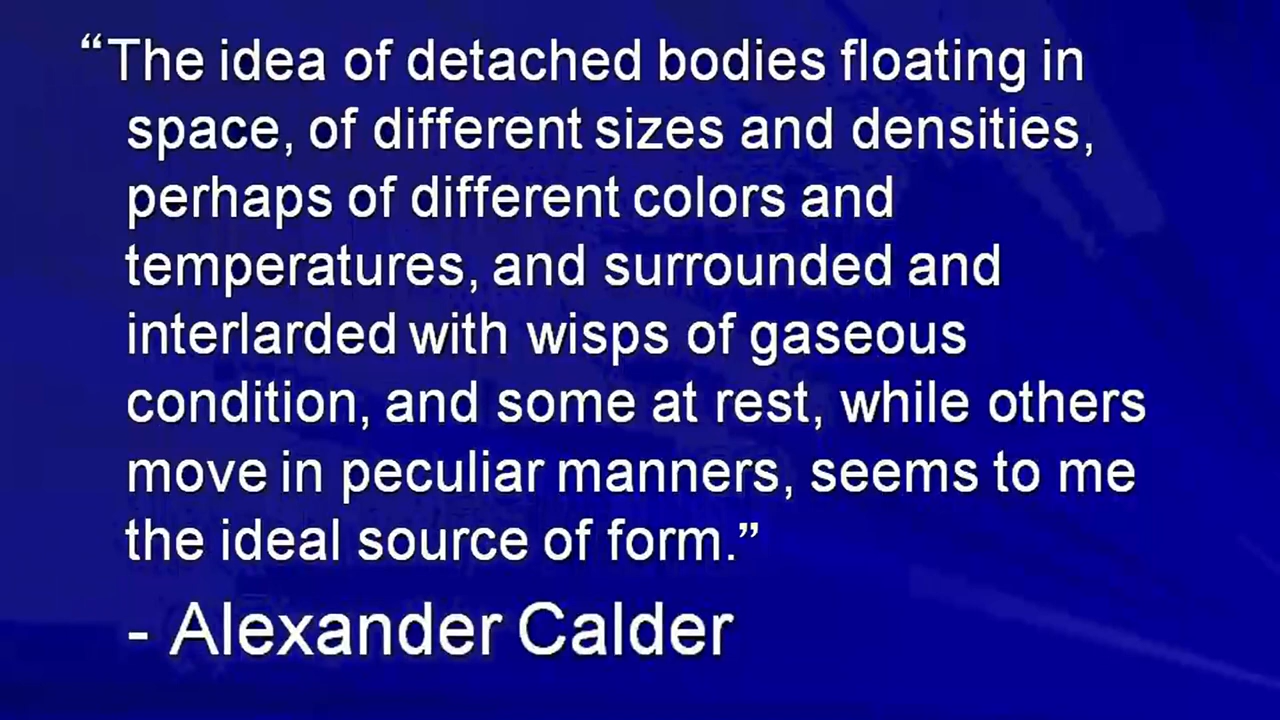 “The idea of detached bodies floating in
space, of different sizes and densities,
perhaps of different colors and
temperatures, and surrounded and
interlarded with wisps of gaseous
condition, and some at rest, while others
move in peculiar manners, seems to me
the ideal source of form.”
- Alexander Calder